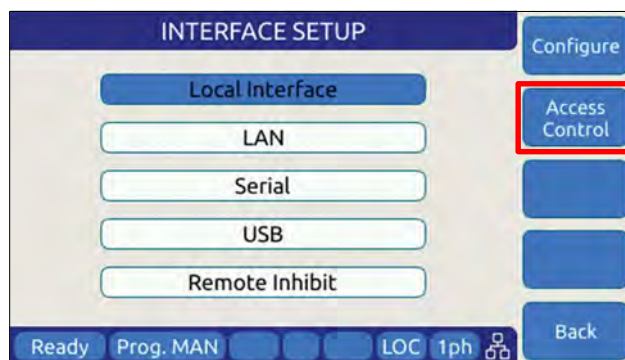 INTERFACE SETUP
Configure
Local Interface
Access
Control
LAN
Serial
USB
Remote Inhibit
Back
Ready
Prog. MAN
LOC
1ph